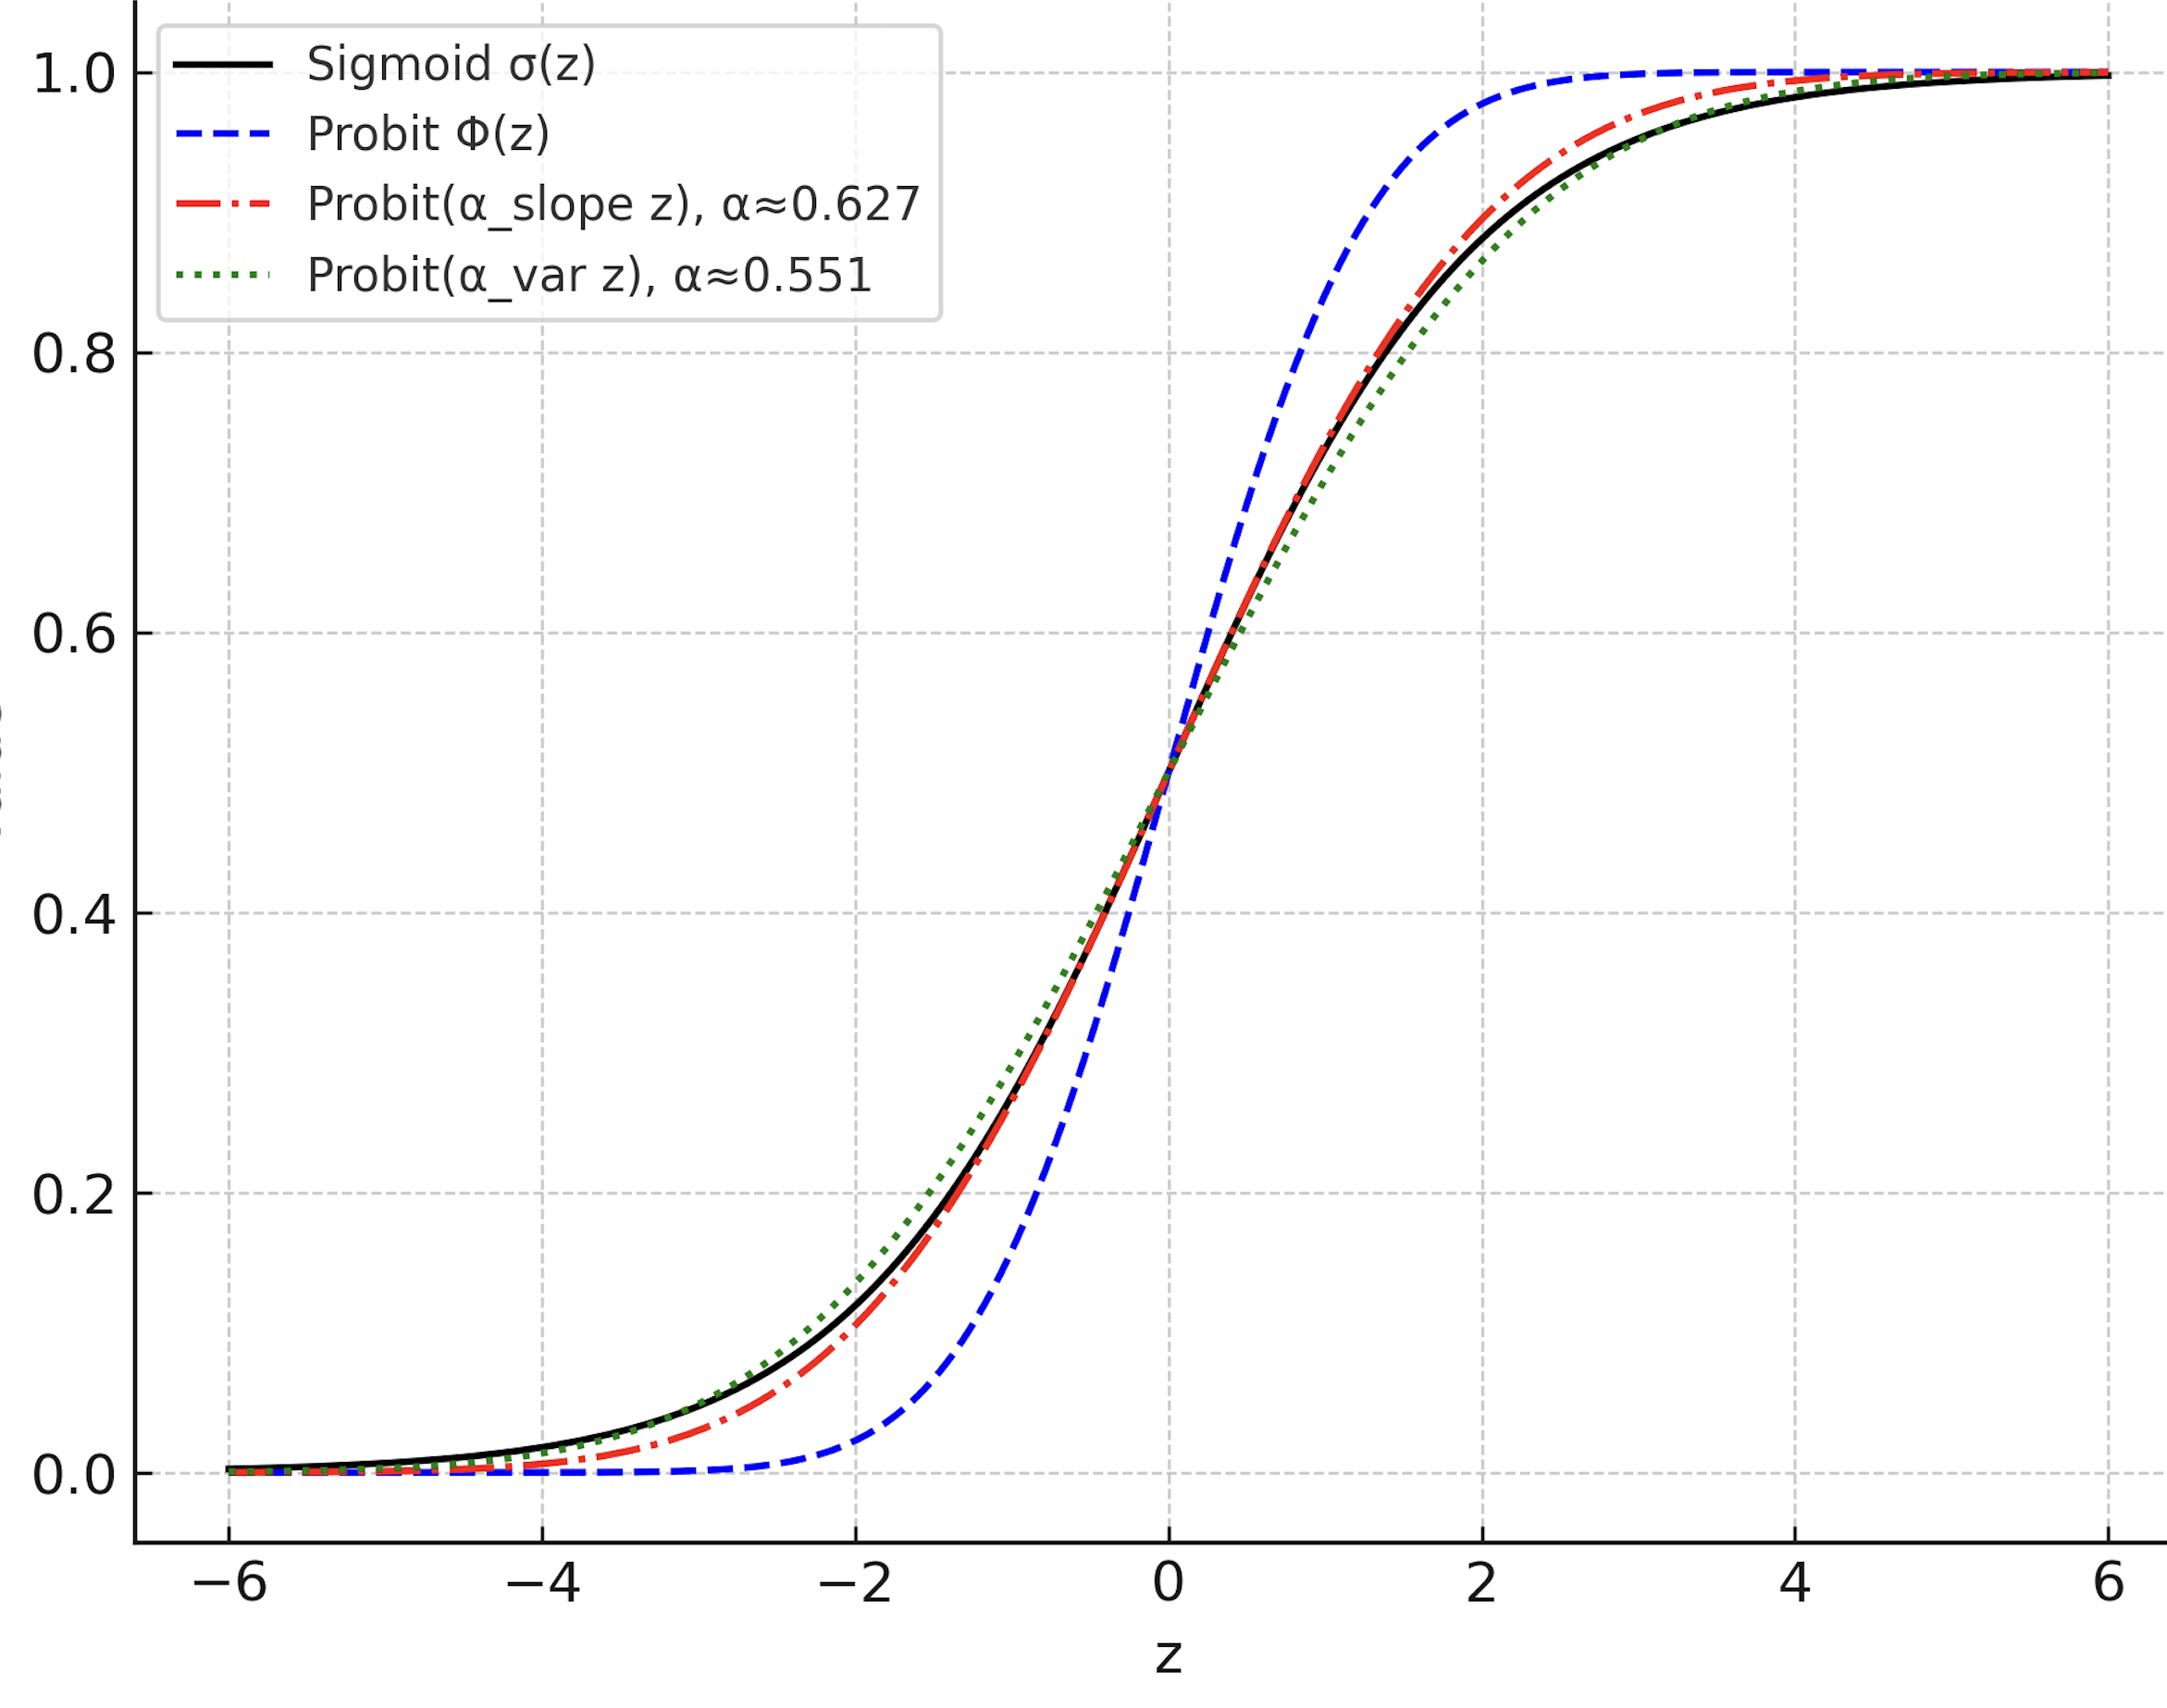 Sigmoid σ(z)
Probit Φ(z)
Probit(α_slope z), α≈0.627
Probit(α_var z), α≈0.551
1.0
0.8
0.6
0.4
0.2
0.0
−6 −4 −2 0 2 4 6
z